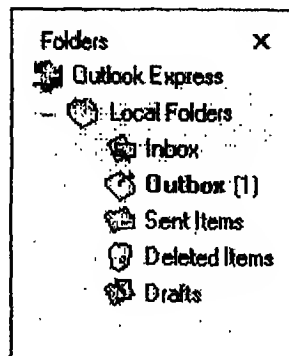 Folders X
Outlook Express
Local Folders
Inbox
Outbox (1)
Sent Items
Deleted Items
Drafts